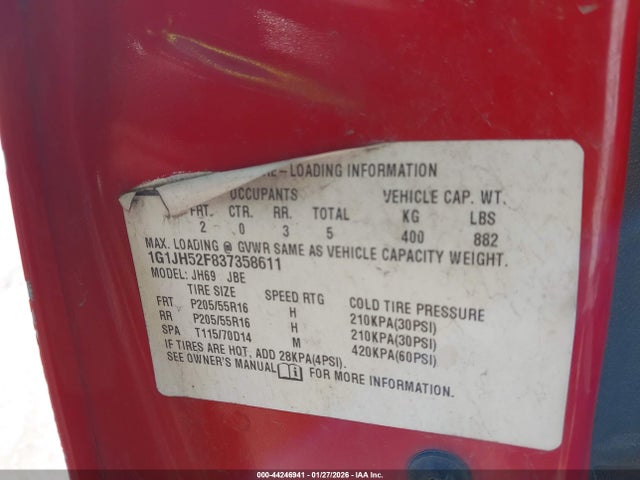 – LOADING INFORMATION
OCCUPANTS VEHICLE CAP. WT.
FRT. CTR. RR. TOTAL KG LBS
2 0 3 5 400 882
MAX. LOADING @ GVWR SAME AS VEHICLE CAPACITY WEIGHT.
1G1JH52F837358611
MODEL: JH69 JBE
TIRE SIZE SPEED RTG COLD TIRE PRESSURE
FRT P205/55R16 H 210KPA(30PSI)
RR P205/55R16 H 210KPA(30PSI)
SPA T115/70D14 M 420KPA(60PSI)
IF TIRES ARE HOT, ADD 28KPA(4PSI).
SEE OWNER'S MANUAL FOR MORE INFORMATION.
000-44246941 - 01/27/2026 - IAA Inc.